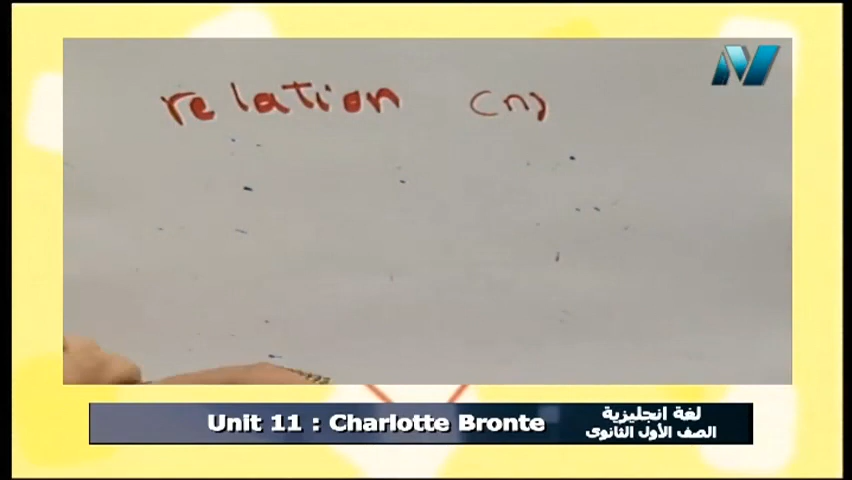 relation (n)
Unit 11 : Charlotte Bronte
لغة انجليزية
الصف الأول الثانوى